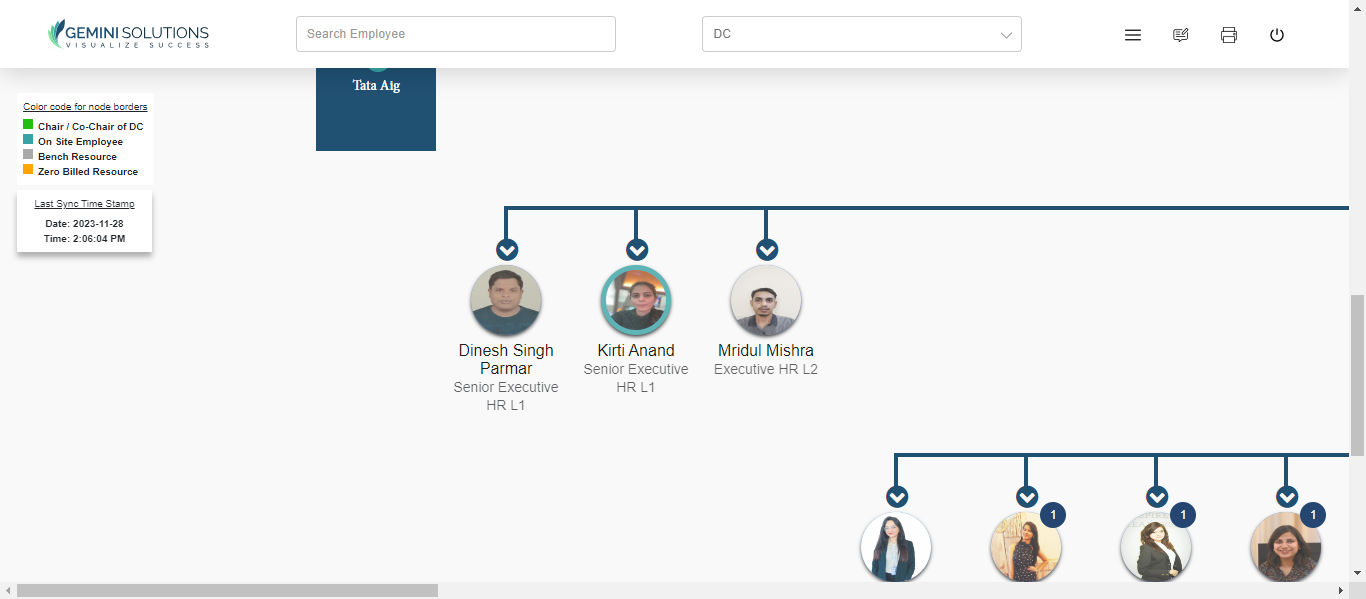 GEMINI SOLUTIONS
VISUALIZE SUCCESS
Search Employee
DC
Tata Aig
Color code for node borders
Chair / Co-Chair of DC
On Site Employee
Bench Resource
Zero Billed Resource
Last Sync Time Stamp
Date: 2023-11-28
Time: 2:06:04 PM
Dinesh Singh
Parmar
Senior Executive
HR L1
Kirti Anand
Senior Executive
HR L1
Mridul Mishra
Executive HR L2
1
1
1